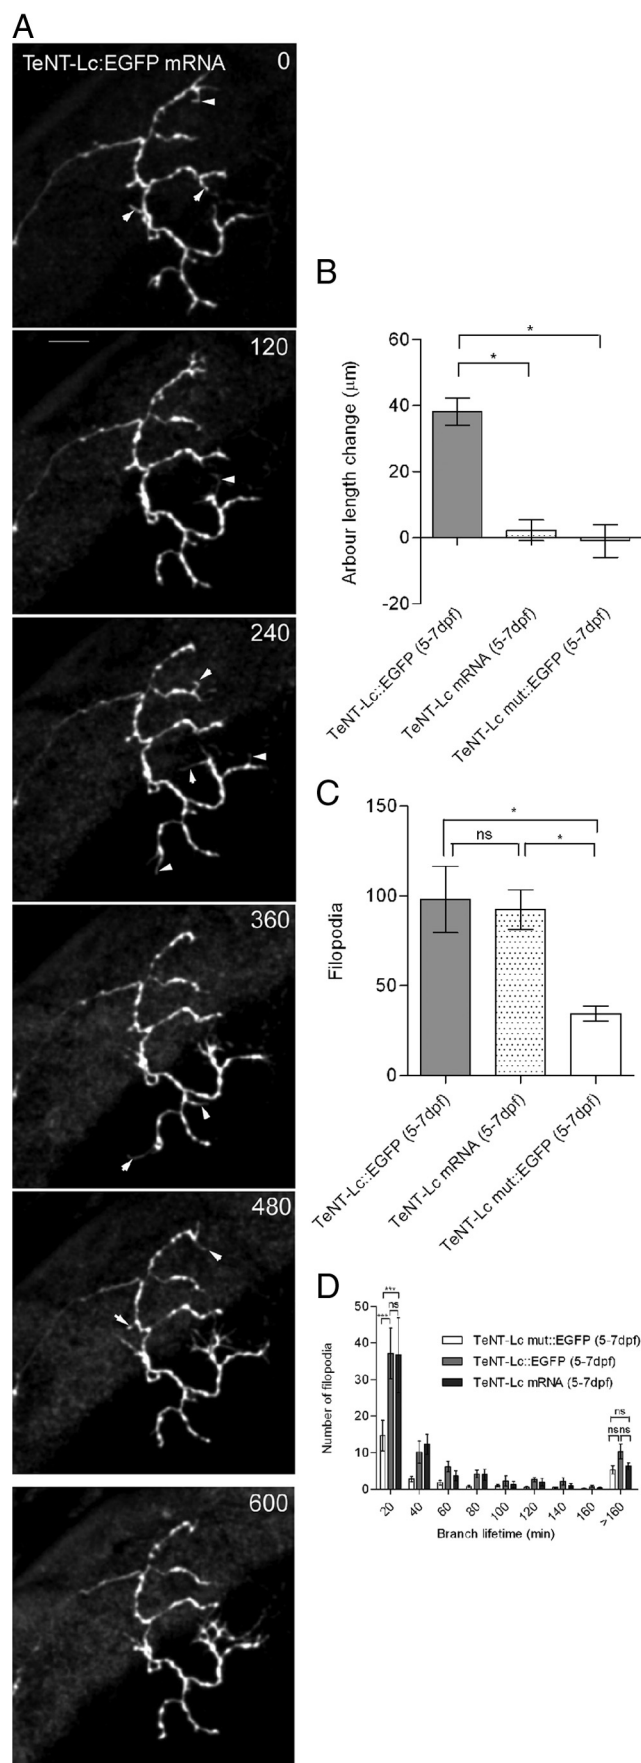 A
TeNT-Lc:EGFP mRNA 0
120
240
360
480
600
B
Arbour length change (μm)
60
40
20
0
-20
* 
*
TeNT-Lc::EGFP (5-7dpf)
TeNT-Lc mRNA (5-7dpf)
TeNT-Lc mut::EGFP (5-7dpf)
C
Filopodia
150
100
50
0
*
ns *
TeNT-Lc::EGFP (5-7dpf)
TeNT-Lc mRNA (5-7dpf)
TeNT-Lc mut::EGFP (5-7dpf)
D
Number of filopodia
50
40
30
20
10
0
***
*** ns
TeNT-Lc mut::EGFP (5-7dpf)
TeNT-Lc::EGFP (5-7dpf)
TeNT-Lc mRNA (5-7dpf)
ns
ns ns
20 40 60 80 100 120 140 160 >160
Branch lifetime (min)